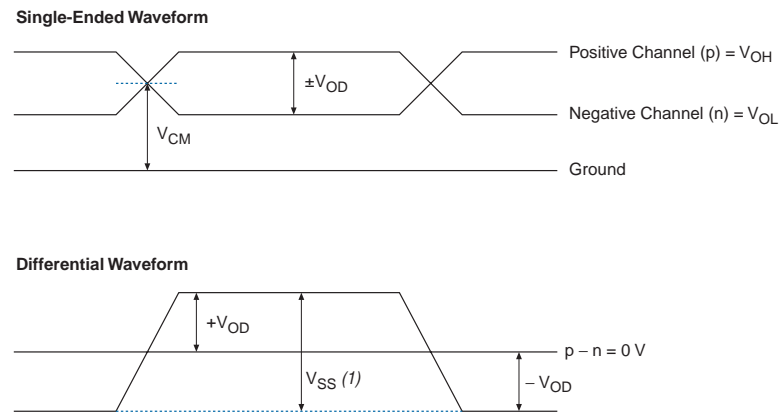 Single-Ended Waveform
Positive Channel (p) = VOH
±VOD
Negative Channel (n) = VOL
VCM
Ground
Differential Waveform
+VOD
p − n = 0 V
VSS (1)
− VOD